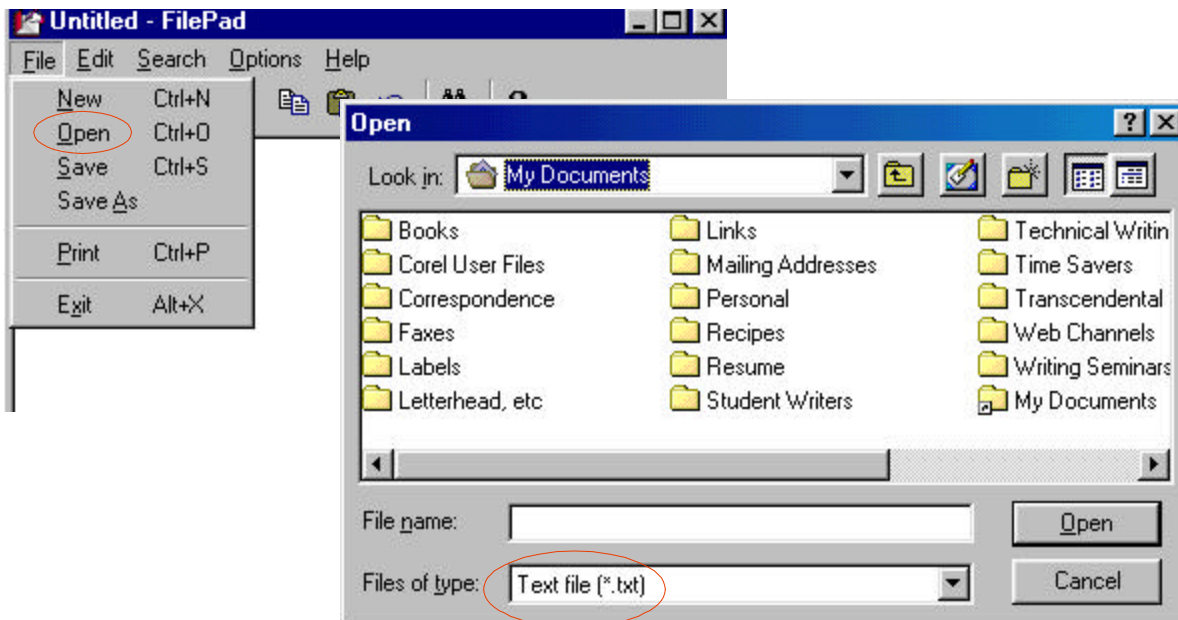 Untitled - FilePad
File Edit Search Options Help
New Ctrl+N
Open Ctrl+O
Save Ctrl+S
Save As
Print Ctrl+P
Exit Alt+X
Open
Look in: My Documents
Books Links Technical Writin
Corel User Files Mailing Addresses Time Savers
Correspondence Personal Transcendental
Faxes Recipes Web Channels
Labels Resume Writing Seminars
Letterhead, etc Student Writers My Documents
File name: Open
Files of type: Text file (*.txt) Cancel